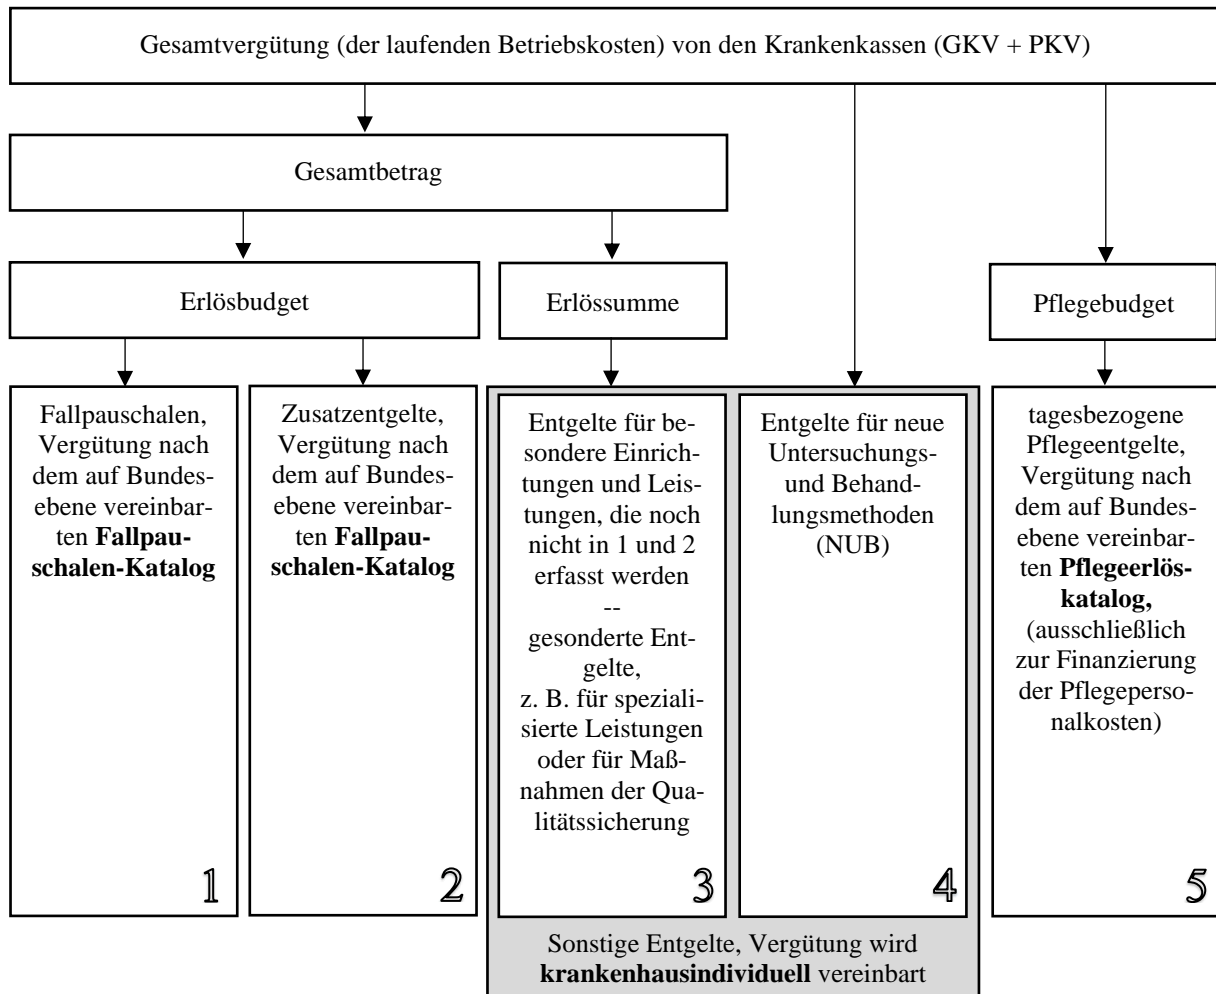 Gesamtvergütung (der laufenden Betriebskosten) von den Krankenkassen (GKV + PKV)
Gesamtbetrag
Erlösbudget
Erlössumme
Pflegebudget
Fallpauschalen,
Vergütung nach
dem auf Bundes-
ebene vereinbar-
ten Fallpau-
schalen-Katalog
1
Zusatzentgelte,
Vergütung nach
dem auf Bundes-
ebene vereinbar-
ten Fallpau-
schalen-Katalog
2
Entgelte für be-
sondere Einrich-
tungen und Leis-
tungen, die noch
nicht in 1 und 2
erfasst werden
--
gesonderte Ent-
gelte,
z. B. für speziali-
sierte Leistungen
oder für Maß-
nahmen der Qua-
litätssicherung
3
Entgelte für neue
Untersuchungs-
und Behand-
lungsmethoden
(NUB)
4
tagesbezogene
Pflegeentgelte,
Vergütung nach
dem auf Bundes-
ebene vereinbar-
ten Pflegeerlös-
katalog,
(ausschließlich
zur Finanzierung
der Pflegeperso-
nalkosten)
5
Sonstige Entgelte, Vergütung wird
krankenhausindividuell vereinbart